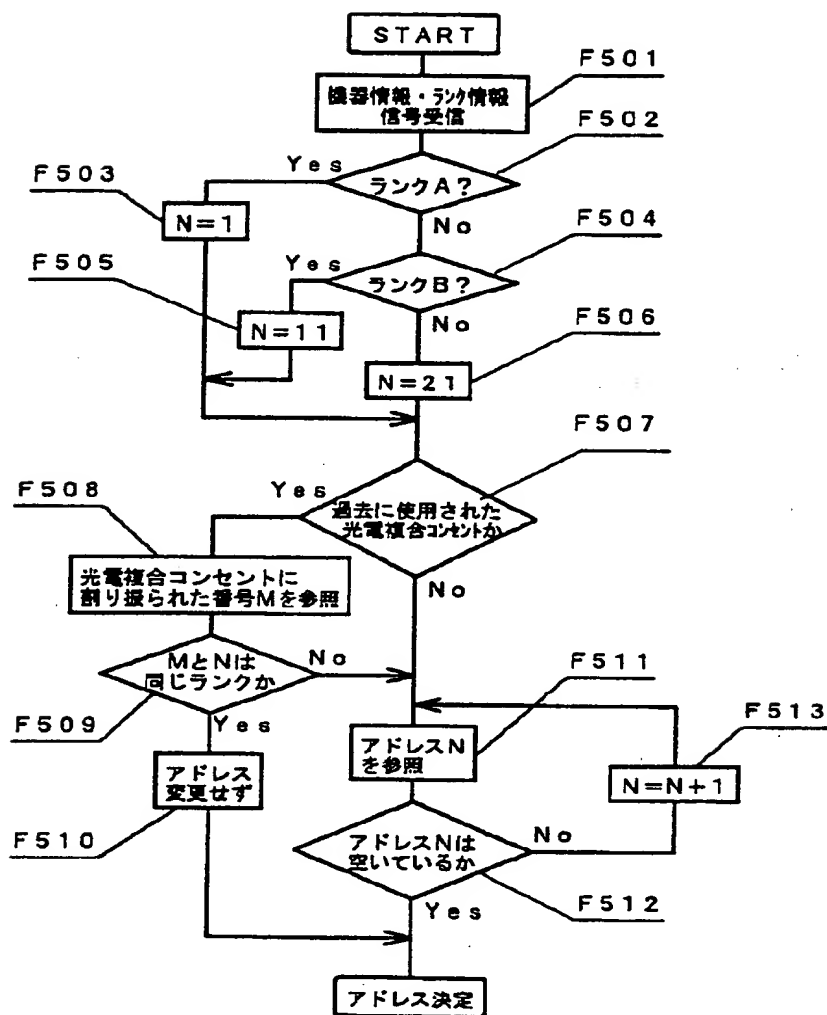 START
F501
機器情報・ランク情報
信号受信
F502
Yes
ランクA?
F503
N=1
No
F504
F505
Yes
ランクB?
N=11
No
F506
N=21
F507
F508
Yes
過去に使用された
光電複合コンセントか
光電複合コンセントに
割り振られた番号Mを参照
No
MとNは
同じランクか
No
F511
F509
Yes
アドレスN
を参照
F513
N=N+1
アドレス
変更せず
F510
アドレスNは
空いているか
No
F512
Yes
アドレス決定